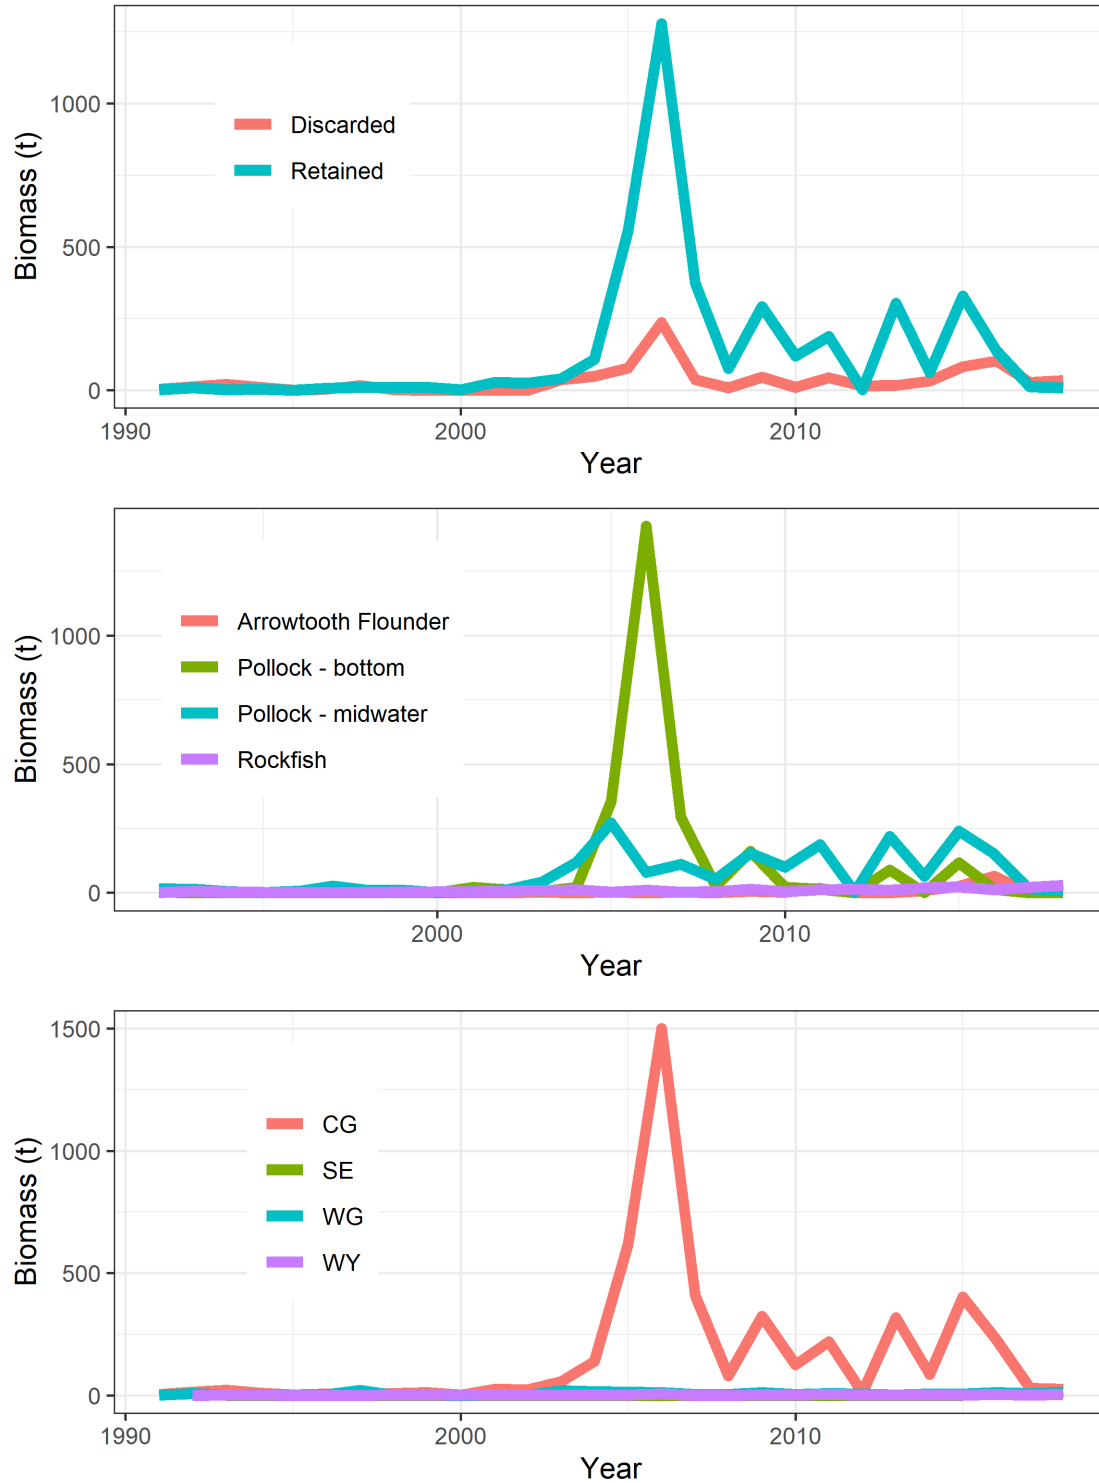 1000
500
0
Biomass (t)
Discarded
Retained
1990
2000
2010
Year
1000
500
0
Biomass (t)
Arrowtooth Flounder
Pollock - bottom
Pollock - midwater
Rockfish
2000
2010
Year
1500
1000
500
0
Biomass (t)
CG
SE
WG
WY
1990
2000
2010
Year